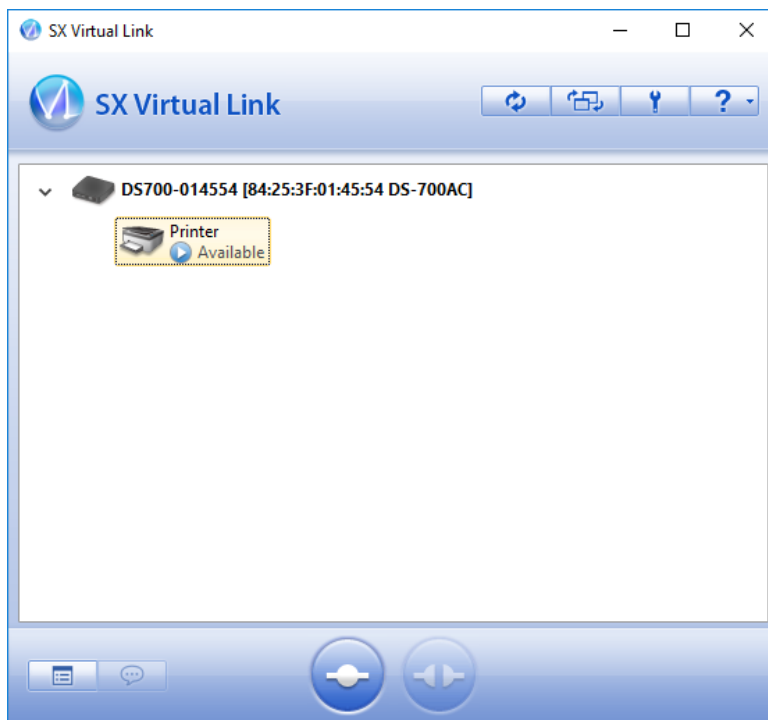 SX Virtual Link
SX Virtual Link
?
DS700-014554 [84:25:3F:01:45:54 DS-700AC]
Printer
Available